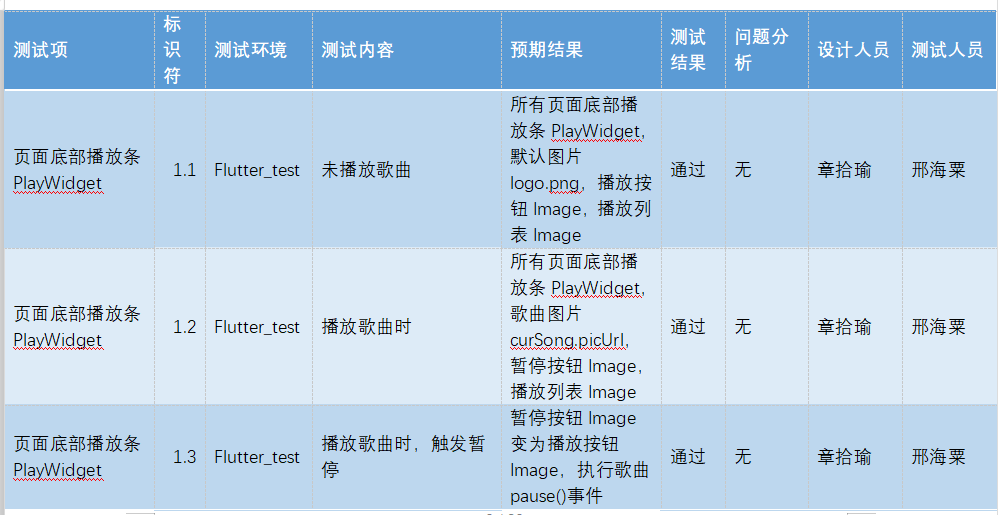 测试项
标
识
符
测试环境
测试内容
预期结果
测试
结果
问题分
析
设计人员
测试人员
页面底部播放条
PlayWidget
1.1
Flutter_test
未播放歌曲
所有页面底部播
放条 PlayWidget，
默认图片
logo.png，播放按
钮 Image，播放列
表 Image
通过
无
章拾瑜
邢海粟
页面底部播放条
PlayWidget
1.2
Flutter_test
播放歌曲时
所有页面底部播
放条 PlayWidget，
歌曲图片
curSong.picUrl，
暂停按钮 Image，
播放列表 Image
通过
无
章拾瑜
邢海粟
页面底部播放条
PlayWidget
1.3
Flutter_test
播放歌曲时，触发暂
停
暂停按钮 Image
变为播放按钮
Image，执行歌曲
pause()事件
通过
无
章拾瑜
邢海粟